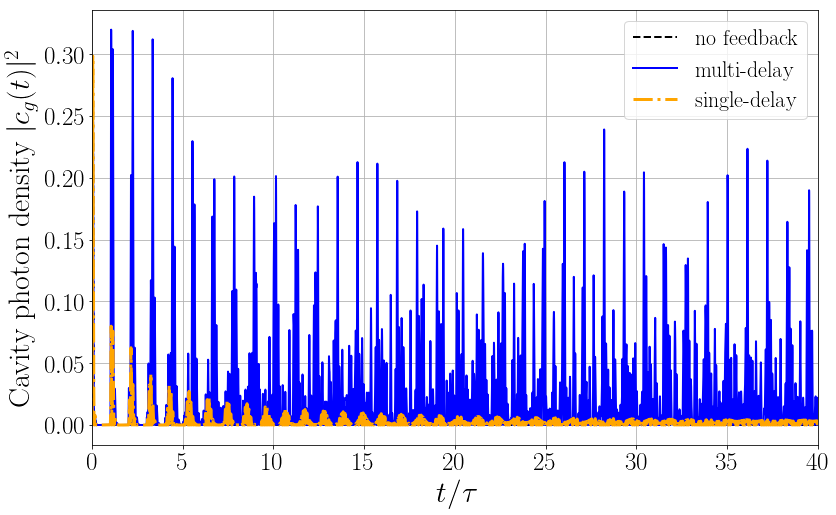 no feedback
multi-delay
single-delay
Cavity photon density |c_g(t)|^2
0.30
0.25
0.20
0.15
0.10
0.05
0.00
0 5 10 15 20 25 30 35 40
t/τ